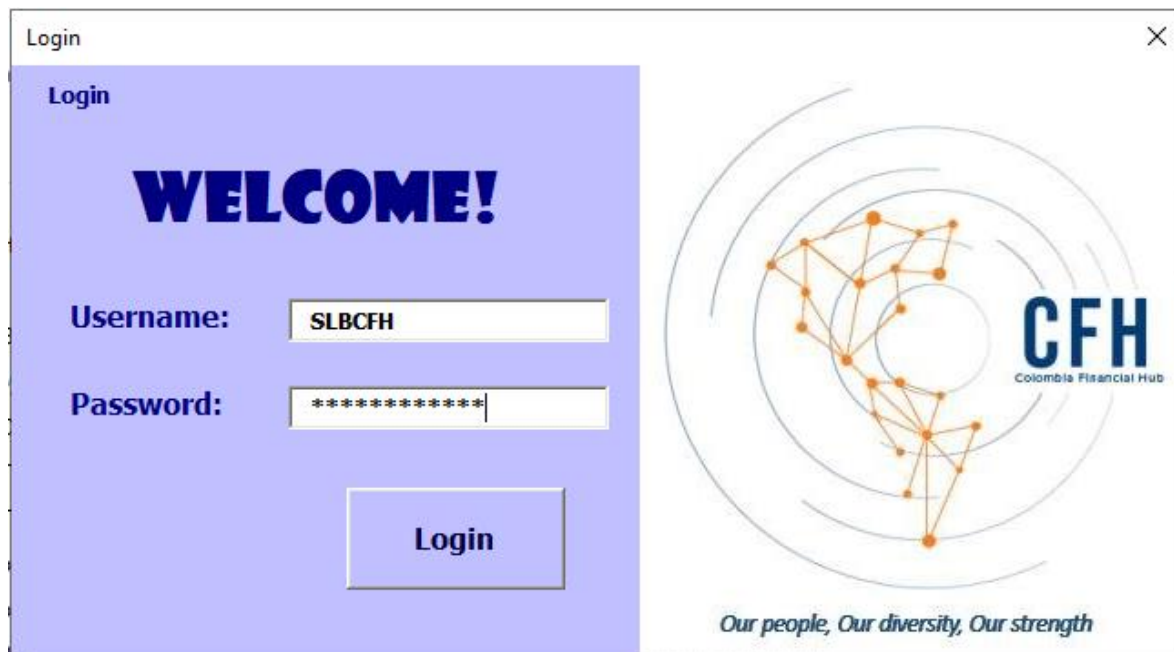 Login
Login
WELCOME!
Username: SLBCFH
Password: ************
Login
CFH
Colombia Financial Hub
Our people, Our diversity, Our strength